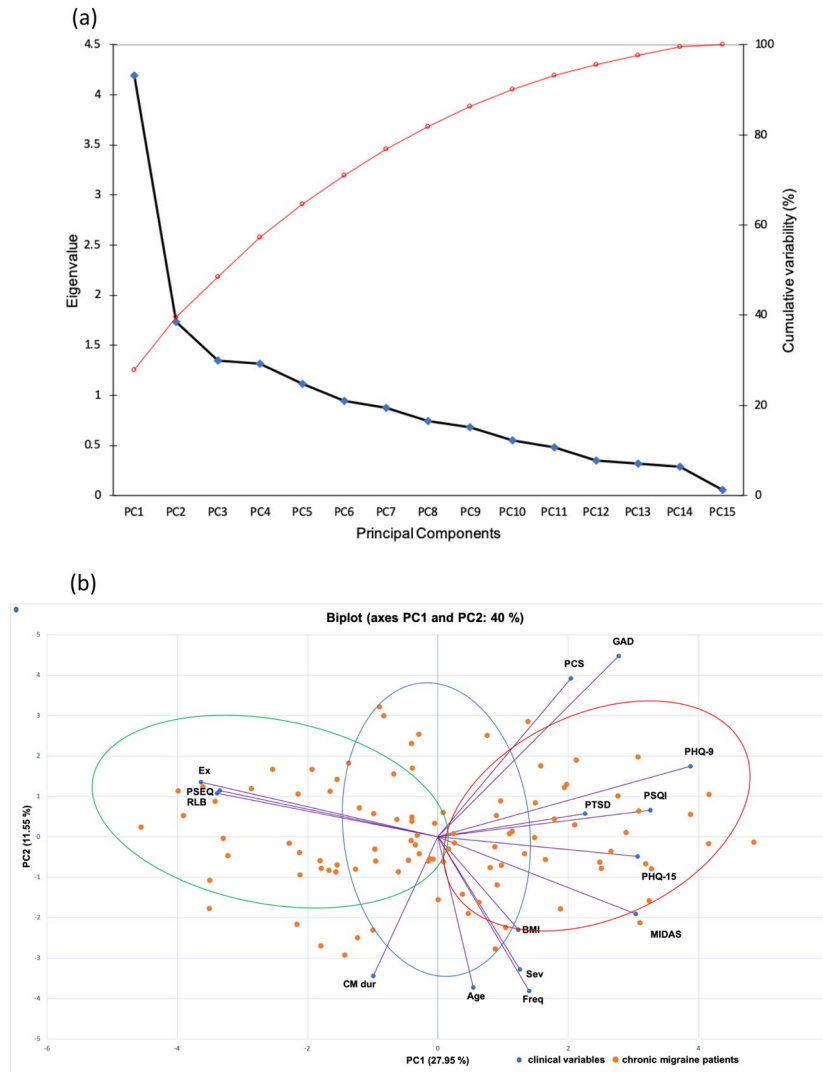 (a)
4.5
4
3.5
3
2.5
2
1.5
1
0.5
0
Eigenvalue
100
80
60
40
20
0
Cumulative variability (%)
PC1 PC2 PC3 PC4 PC5 PC6 PC7 PC8 PC9 PC10 PC11 PC12 PC13 PC14 PC15
Principal Components
(b)
Biplot (axes PC1 and PC2: 40 %)
5
4
3
2
1
0
-1
-2
-3
-4
-5
PC2 (11.55 %)
GAD
PCS
PHQ-9
Ex
PSEQ
PSQI
RLB
PTSD
PHQ-15
MIDAS
BMI
CM dur
Sev
Age
Freq
-6 -4 -2 0 2 4
PC1 (27.95 %)
clinical variables chronic migraine patients